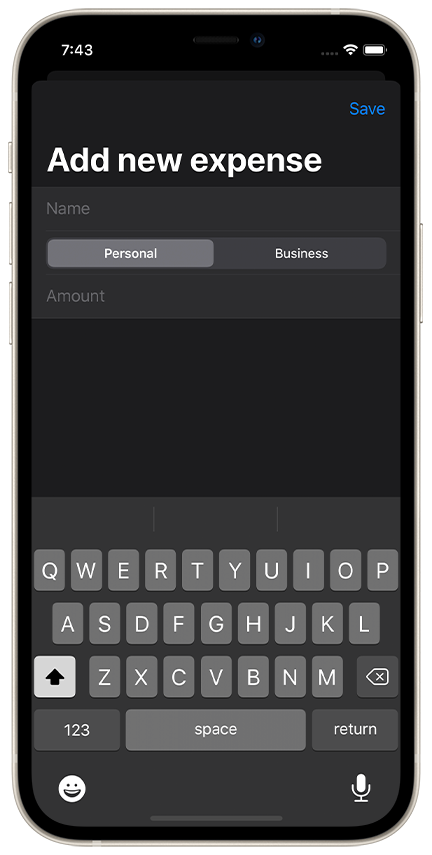 7:43
Save
Add new expense
Name
Personal Business
Amount
Q W E R T Y U I O P
A S D F G H J K L
Z X C V B N M
123 space return